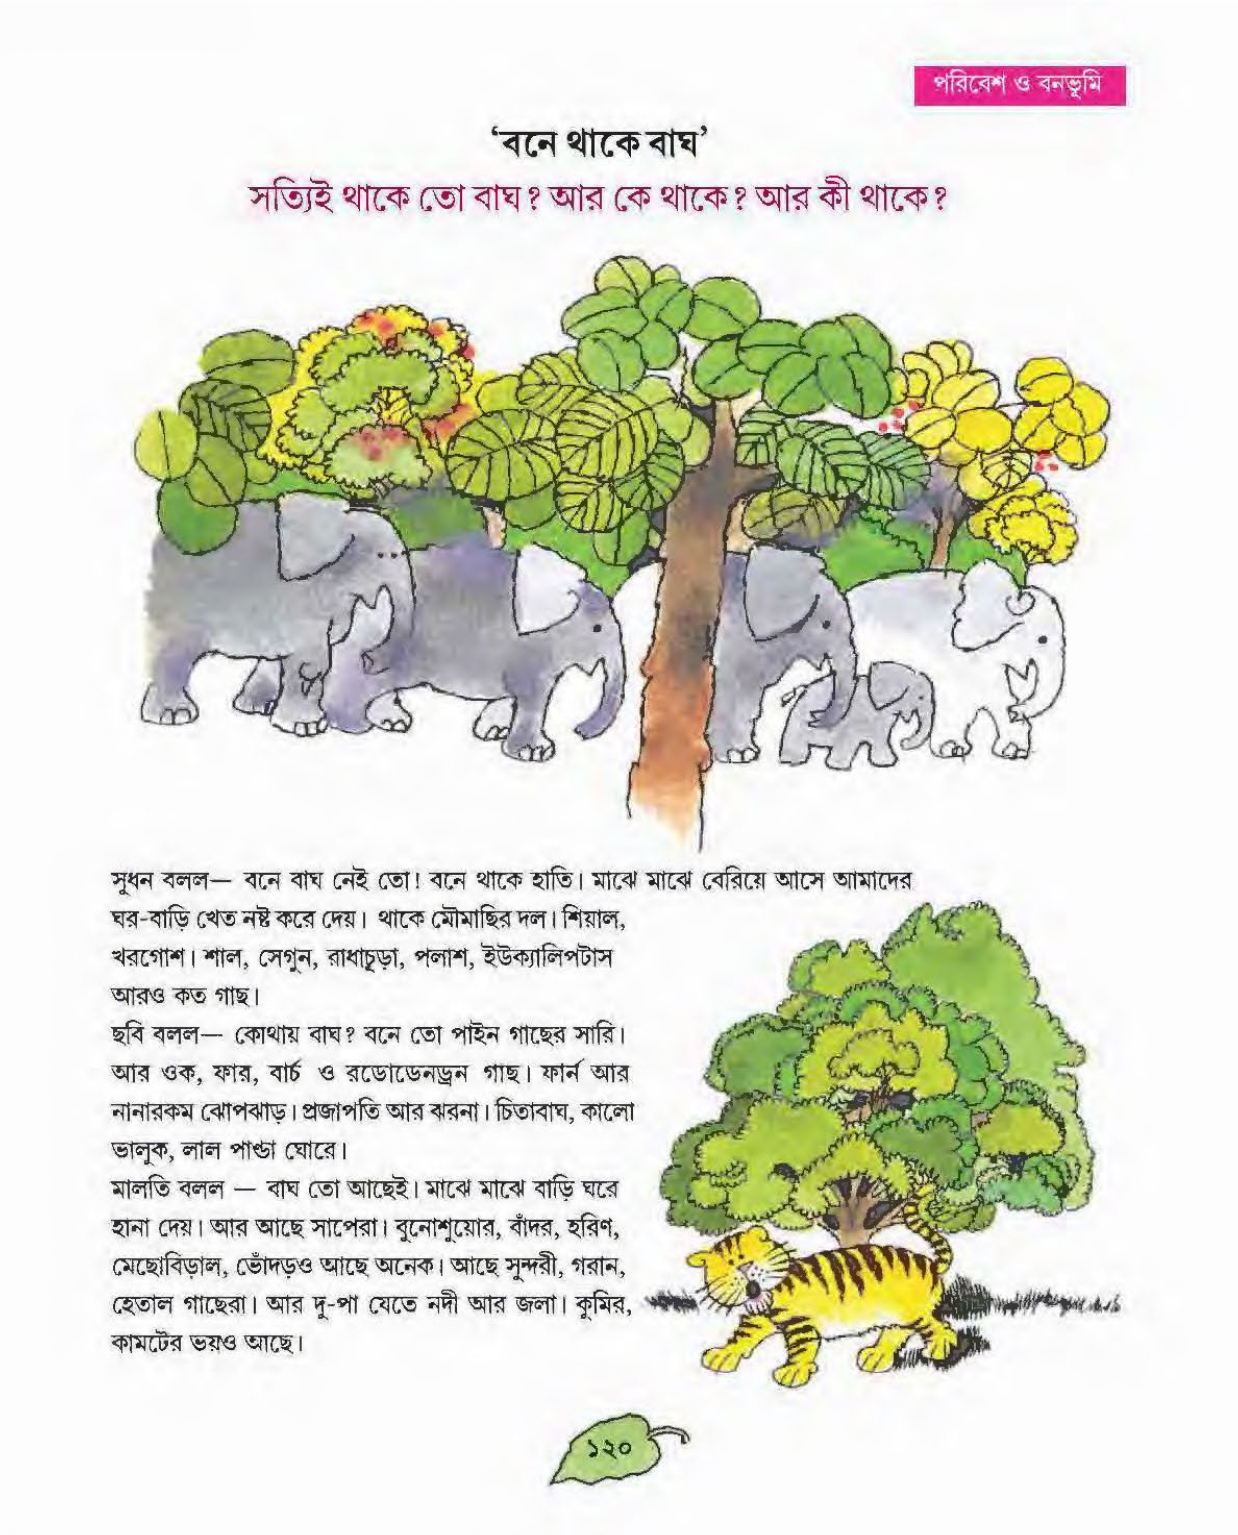 পরিবেশ ও বনভূমি
‘বনে থাকে বাঘ’
সত্যিই থাকে তো বাঘ? আর কে থাকে? আর কী থাকে?
সুধন বলল— বনে বাঘ নেই তো! বনে থাকে হাতি। মাঝে মাঝে বেরিয়ে আসে আমাদের
ঘর-বাড়ি খেত নষ্ট করে দেয়। থাকে মৌমাছির দল। শিয়াল,
খরগোশ। শাল, সেগুন, রাধাচূড়া, পলাশ, ইউক্যালিপটাস
আরও কত গাছ।
ছবি বলল— কোথায় বাঘ? বনে তো পাইন গাছের সারি।
আর ওক, ফার, বার্চ ও রডোডেনড্রন গাছ। ফার্ন আর
নানারকম ঝোপঝাড়। প্রজাপতি আর ঝরনা। চিতাবাঘ, কালো
ভালুক, লাল পাণ্ডা ঘোরে।
মালতি বলল — বাঘ তো আছেই। মাঝে মাঝে বাড়ি ঘরে
হানা দেয়। আর আছে সাপেরা। বুনোশুয়োর, বাঁদর, হরিণ,
মেছোবিড়াল, ভোঁদড়ও আছে অনেক। আছে সুন্দরী, গরান,
হেতাল গাছেরা। আর দু-পা যেতে নদী আর জলা। কুমির,
কামটের ভয়ও আছে।
১২০